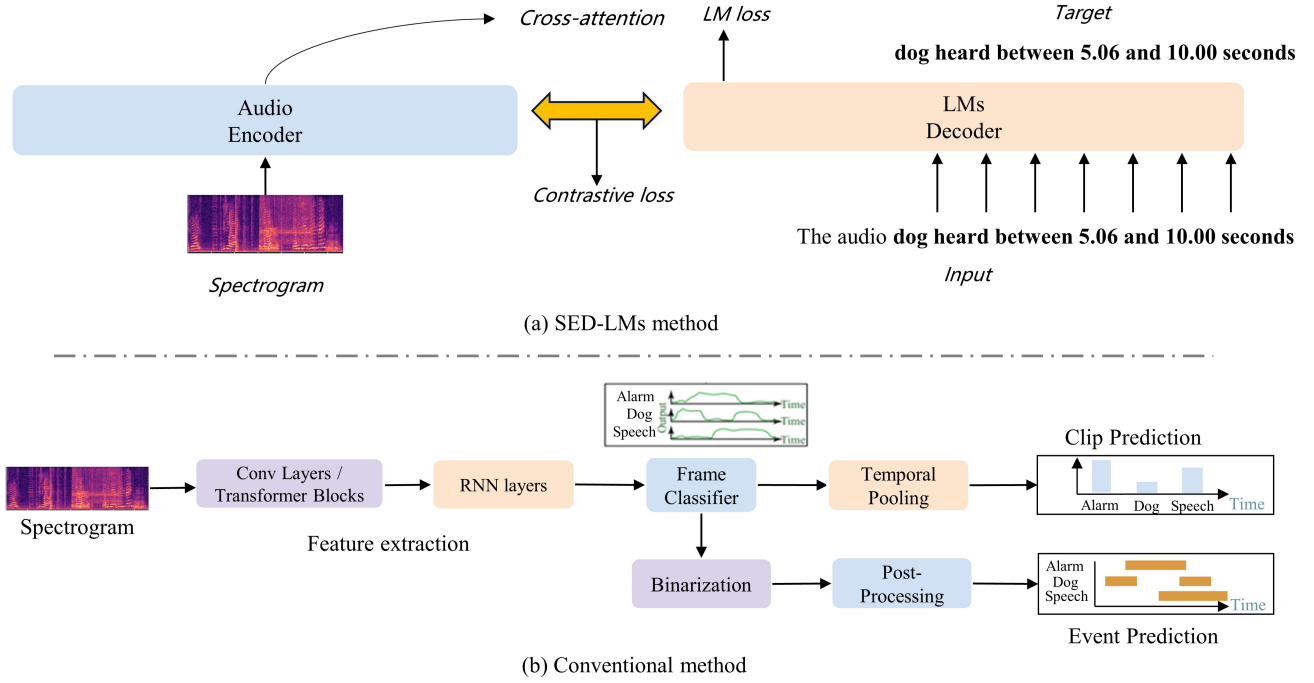 Cross-attention
LM loss
Target
dog heard between 5.06 and 10.00 seconds
Audio
Encoder
LMs
Decoder
Contrastive loss
The audio dog heard between 5.06 and 10.00 seconds
Spectrogram
Input
(a) SED-LMs method
Alarm
Dog
Speech
Output
Time
Time
Time
Spectrogram
Conv Layers /
Transformer Blocks
RNN layers
Feature extraction
Frame
Classifier
Temporal
Pooling
Clip Prediction
Alarm
Dog
Speech
Time
Binarization
Post-
Processing
Alarm
Dog
Speech
Time
Event Prediction
(b) Conventional method